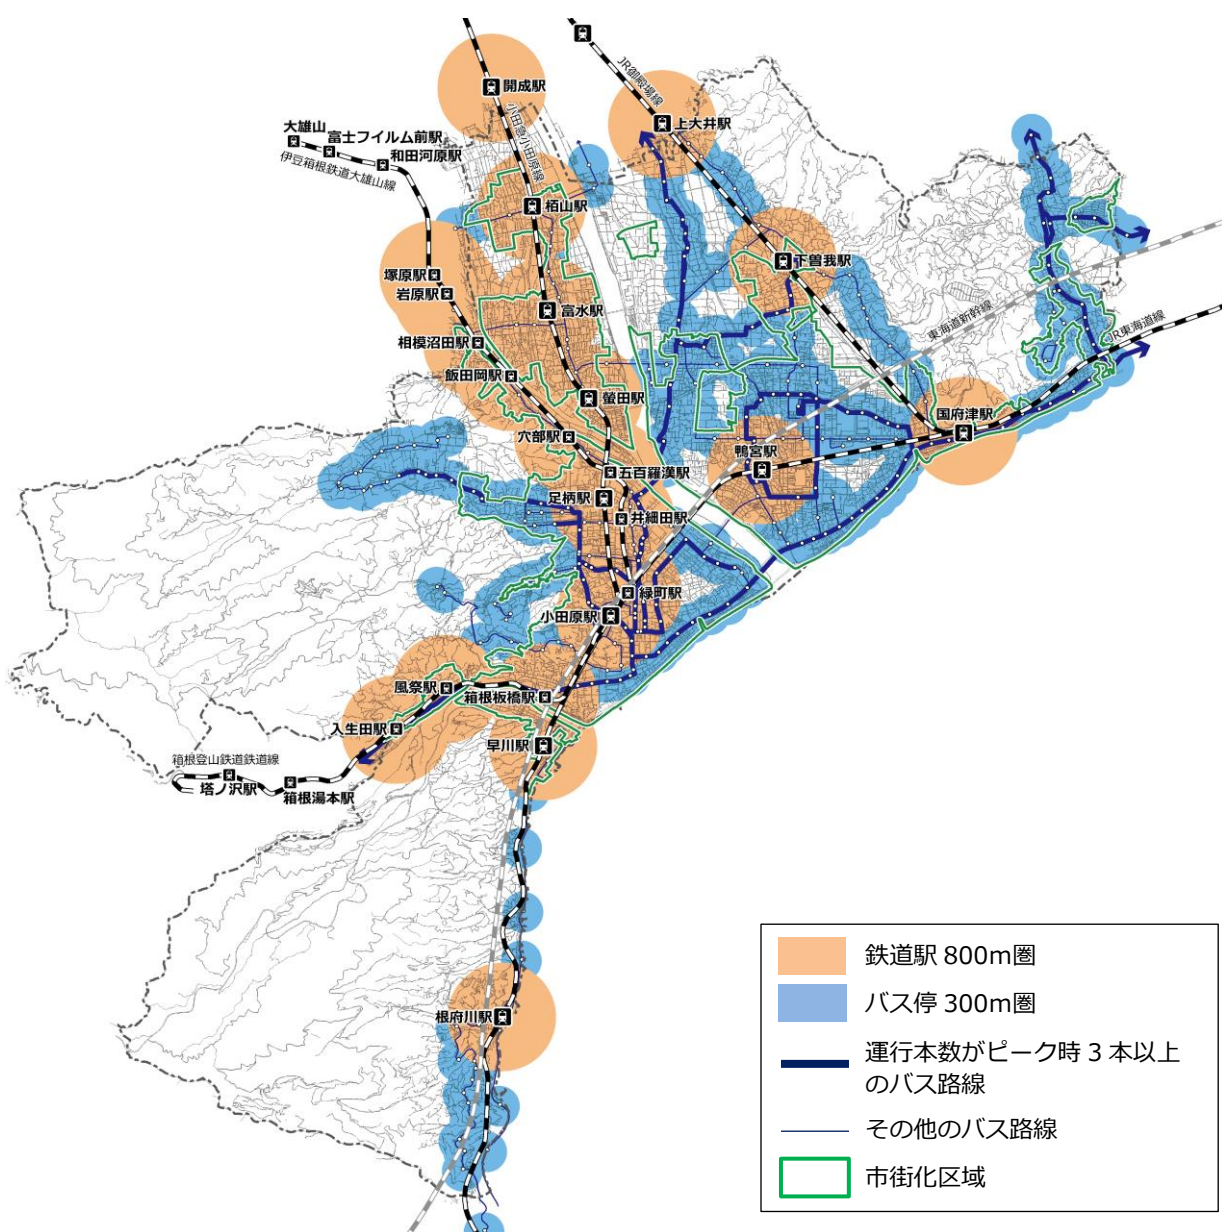 開成駅
JR御殿場線
上大井駅
小田急小田原線
大雄山
富士フイルム前駅
和田河原駅
伊豆箱根鉄道大雄山線
栢山駅
下曽我駅
塚原駅
岩原駅
富水駅
東海道新幹線
JR東海道線
相模沼田駅
飯田岡駅
螢田駅
国府津駅
穴部駅
鴨宮駅
五百羅漢駅
足柄駅
井細田駅
緑町駅
小田原駅
風祭駅
箱根板橋駅
入生田駅
早川駅
箱根登山鉄道鉄道線
塔ノ沢駅
箱根湯本駅
根府川駅
鉄道駅 800m圏
バス停 300m圏
運行本数がピーク時 3 本以上
のバス路線
その他のバス路線
市街化区域